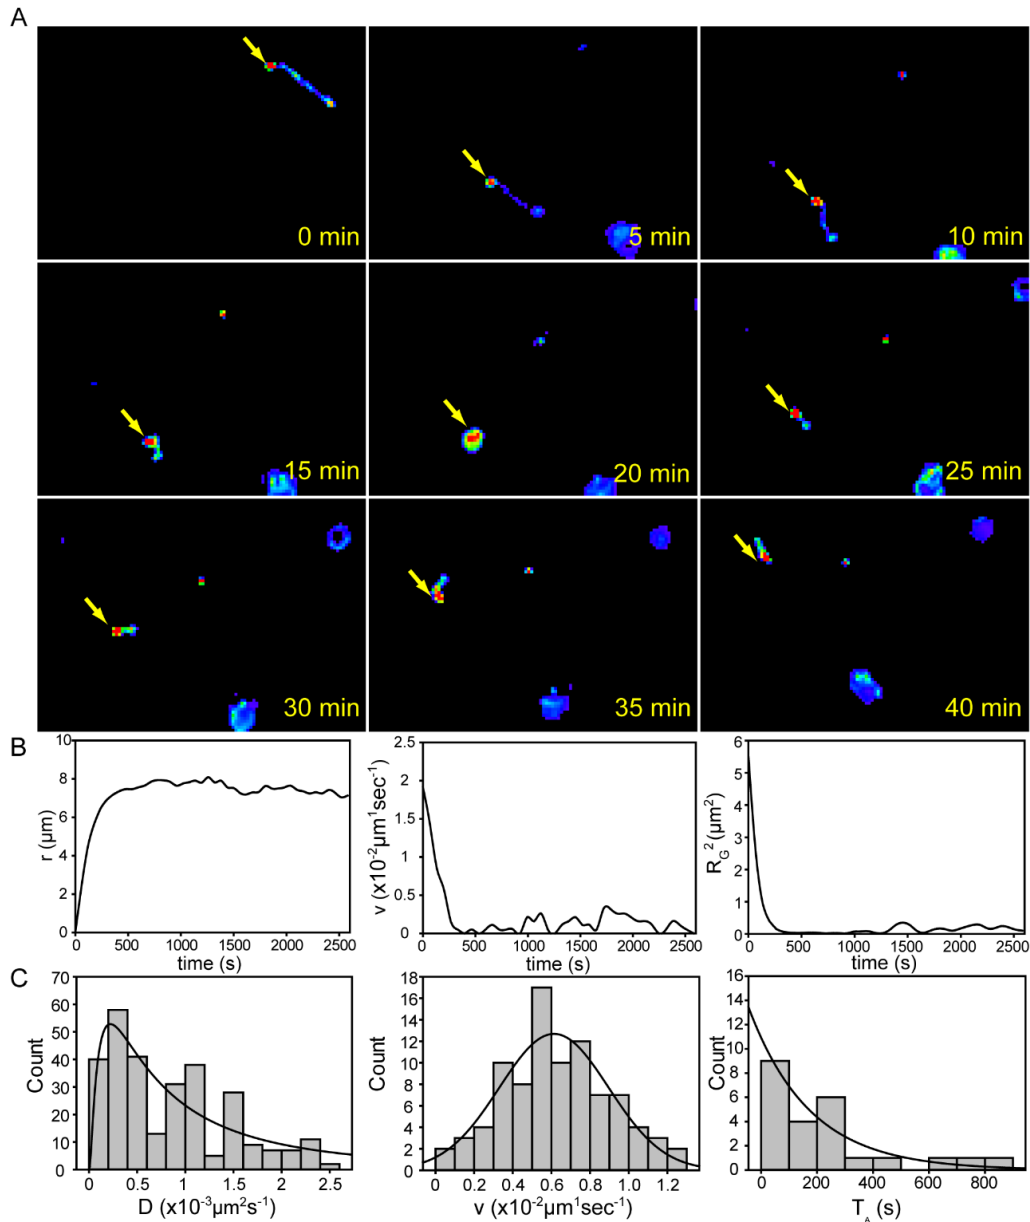 A
0 min
5 min
10 min
15 min
20 min
25 min
30 min
35 min
40 min
B
10
8
6
4
2
0
r (μm)
0 500 1000 1500 2000 2500
time (s)
2.5
2
1.5
1
0.5
0
v (x10⁻²μm¹sec⁻¹)
0 500 1000 1500 2000 2500
time (s)
6
5
4
3
2
1
0
R_G² (μm²)
0 500 1000 1500 2000 2500
time (s)
C
70
60
50
40
30
20
10
0
Count
0 0.5 1.0 1.5 2.0 2.5
D (x10⁻³μm²s⁻¹)
18
16
14
12
10
8
6
4
2
0
Count
0 0.2 0.4 0.6 0.8 1.0 1.2
v (x10⁻²μm¹sec⁻¹)
16
14
12
10
8
6
4
2
0
Count
0 200 400 600 800
T_A (s)